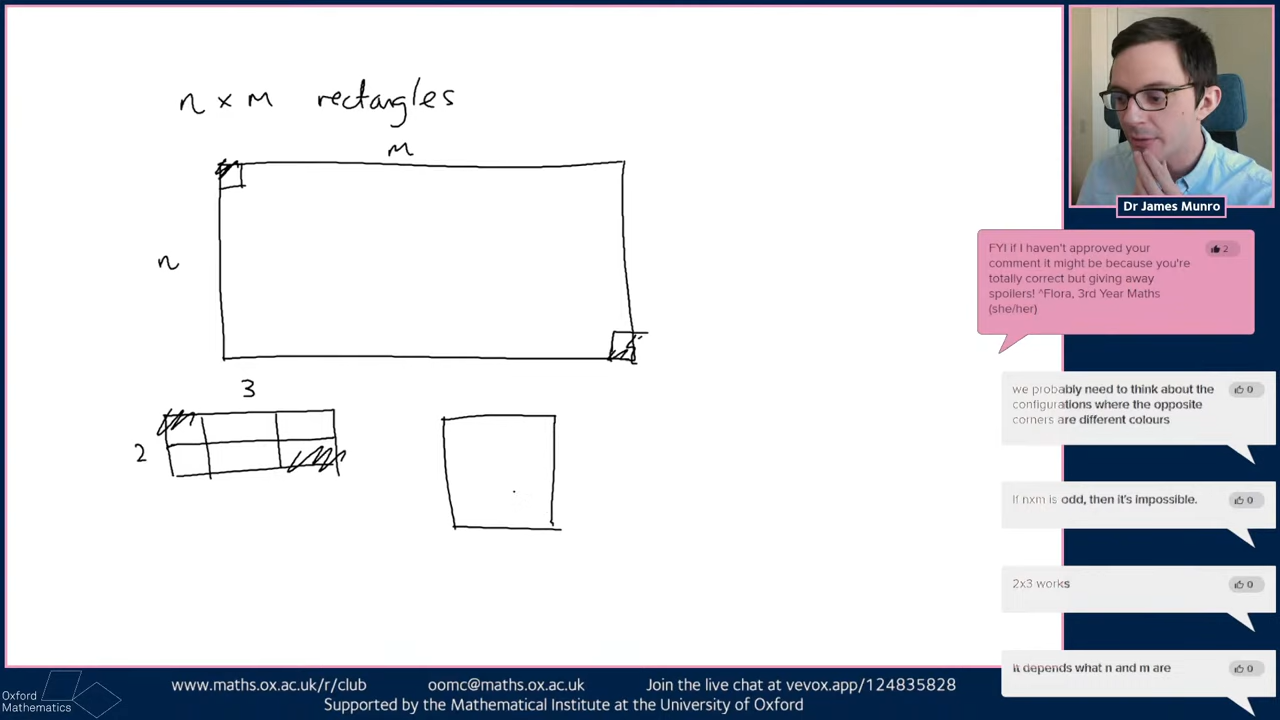 n x m rectangles
m
n
3
2
Dr James Munro
FYI if I haven't approved your
comment it might be because you're
totally correct but giving away
spoilers! ^Flora, 3rd Year Maths
(she/her)
2
we probably need to think about the
configurations where the opposite
corners are different colours
0
If nxm is odd, then it's impossible.
0
2x3 works
0
It depends what n and m are
0
Oxford
Mathematics
www.maths.ox.ac.uk/r/club oomc@maths.ox.ac.uk Join the live chat at vevox.app/124835828
Supported by the Mathematical Institute at the University of Oxford